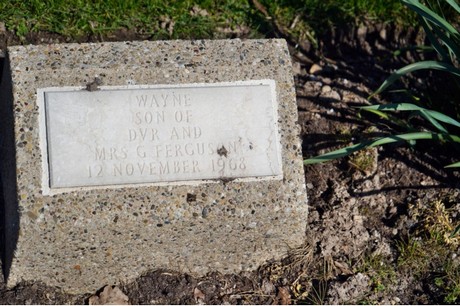 WAYNE
SON OF
DVR AND
MRS G FERGUSON
12 NOVEMBER 1968